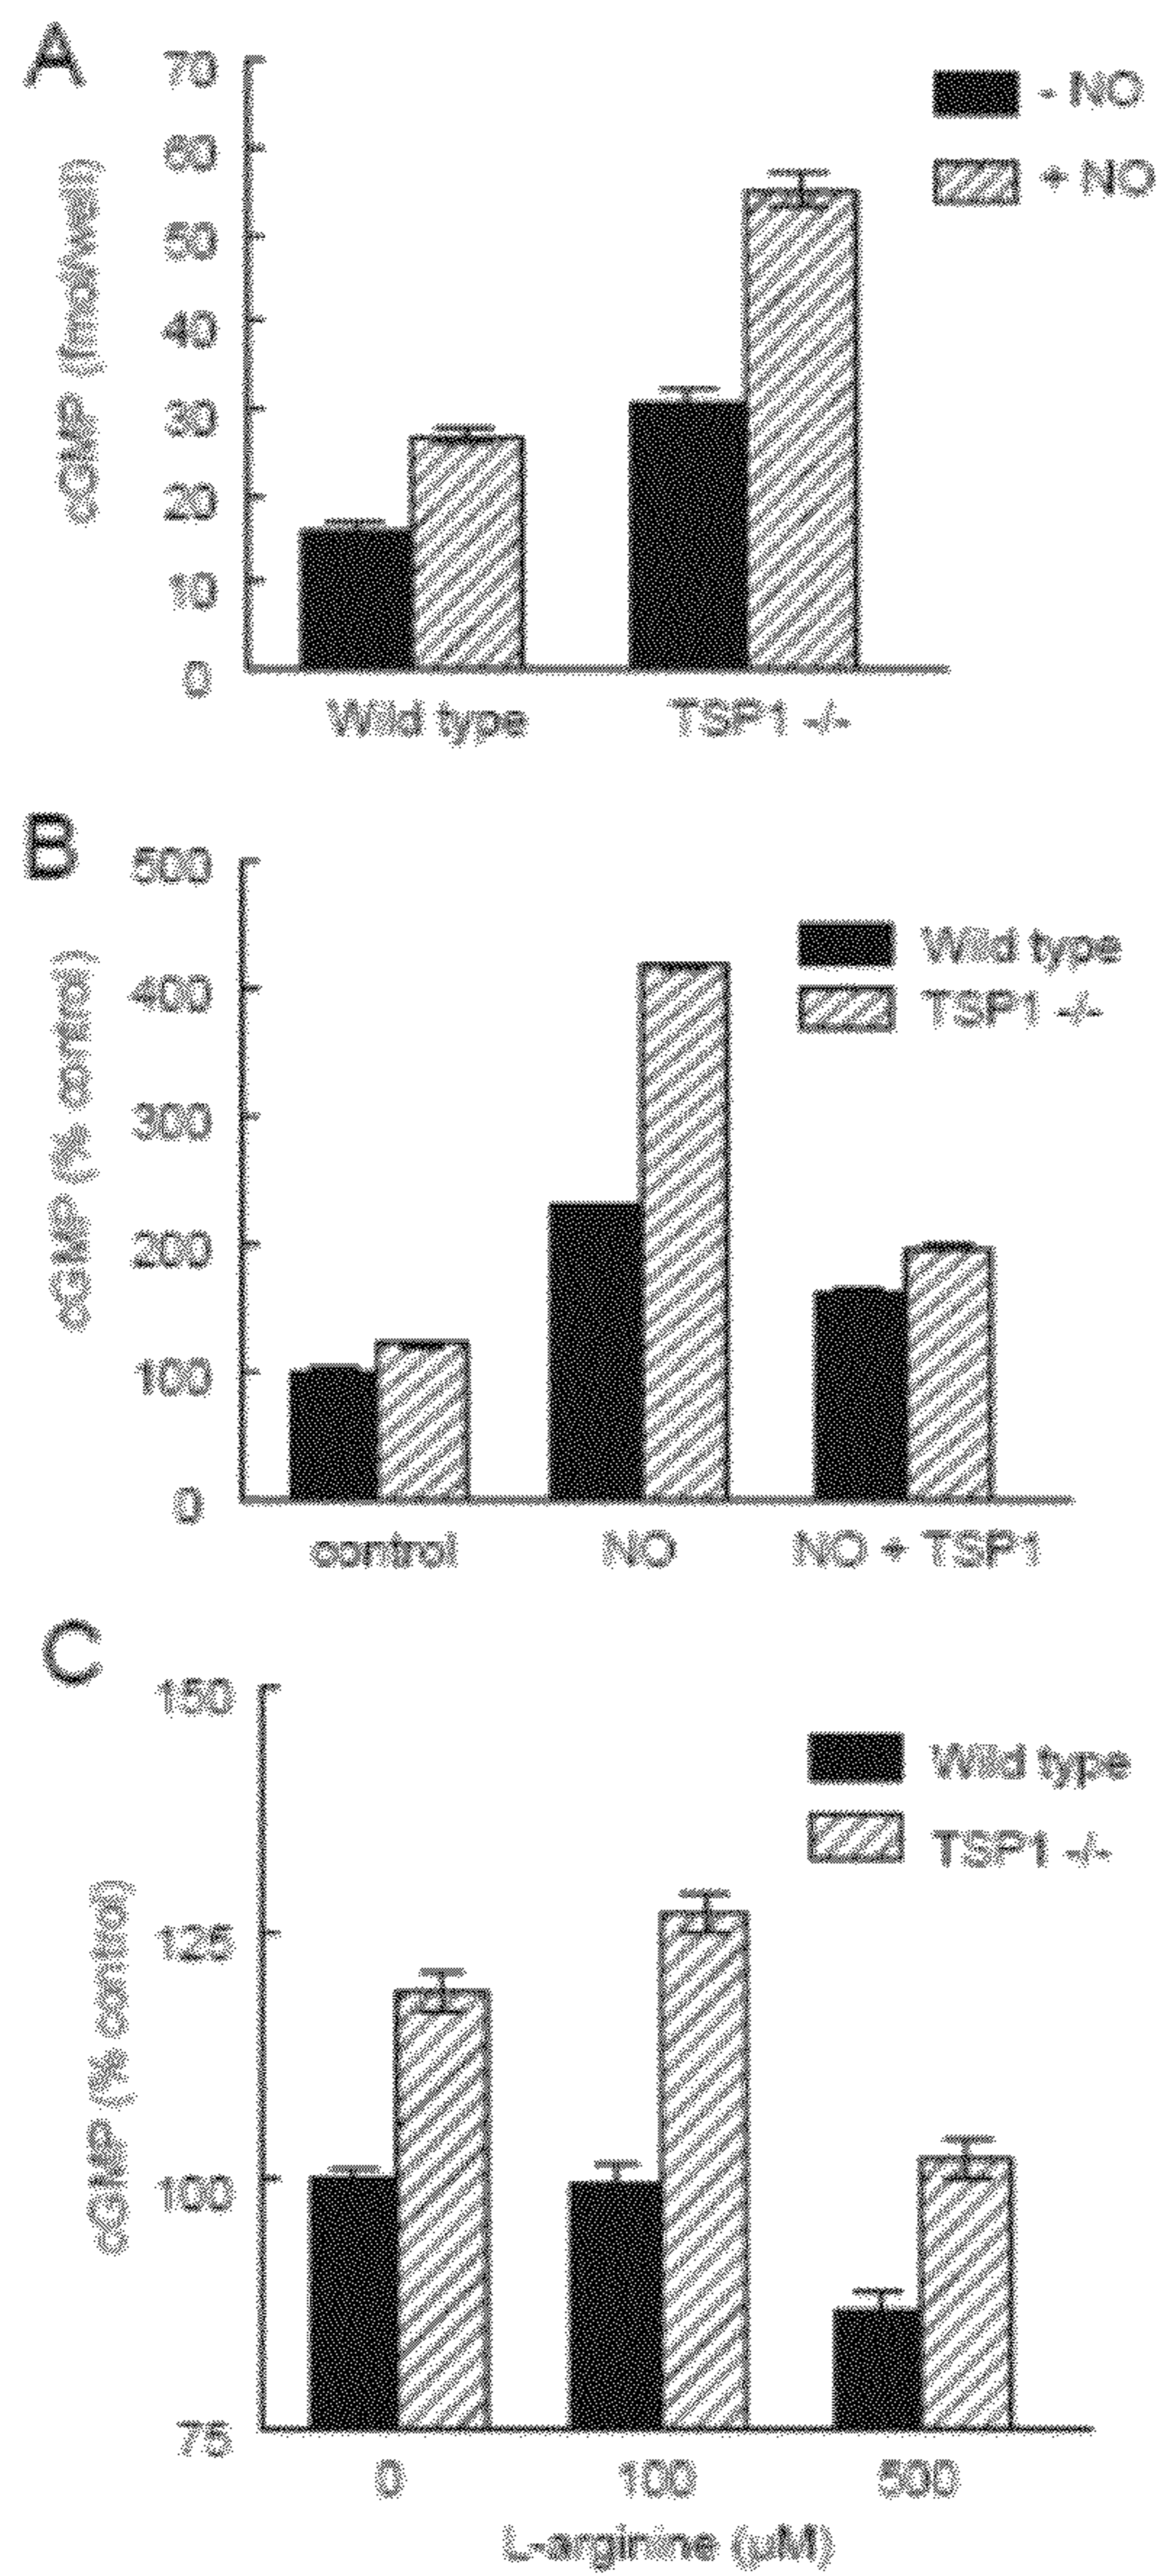 A
70
60
50
40
30
20
10
0
cGMP (fmol/well)
- NO
+ NO
Wild type
TSP1 -/-
B
500
400
300
200
100
0
cGMP (% control)
Wild type
TSP1 -/-
control
NO
NO + TSP1
C
150
125
100
75
cGMP (% control)
Wild type
TSP1 -/-
0
100
500
L-arginine (µM)